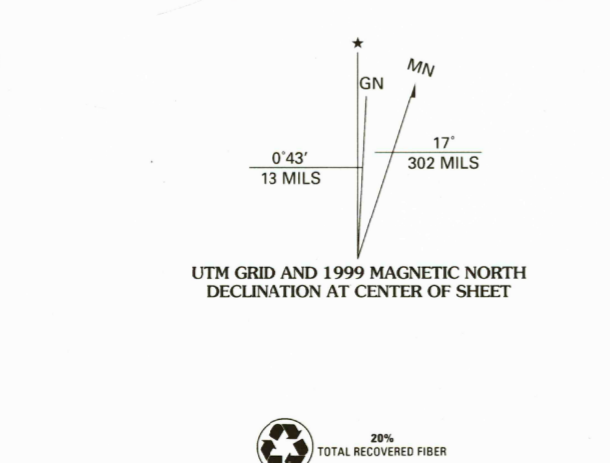 ★
MN
GN
0°43'
13 MILS
17°
302 MILS
UTM GRID AND 1999 MAGNETIC NORTH
DECLINATION AT CENTER OF SHEET
20%
TOTAL RECOVERED FIBER